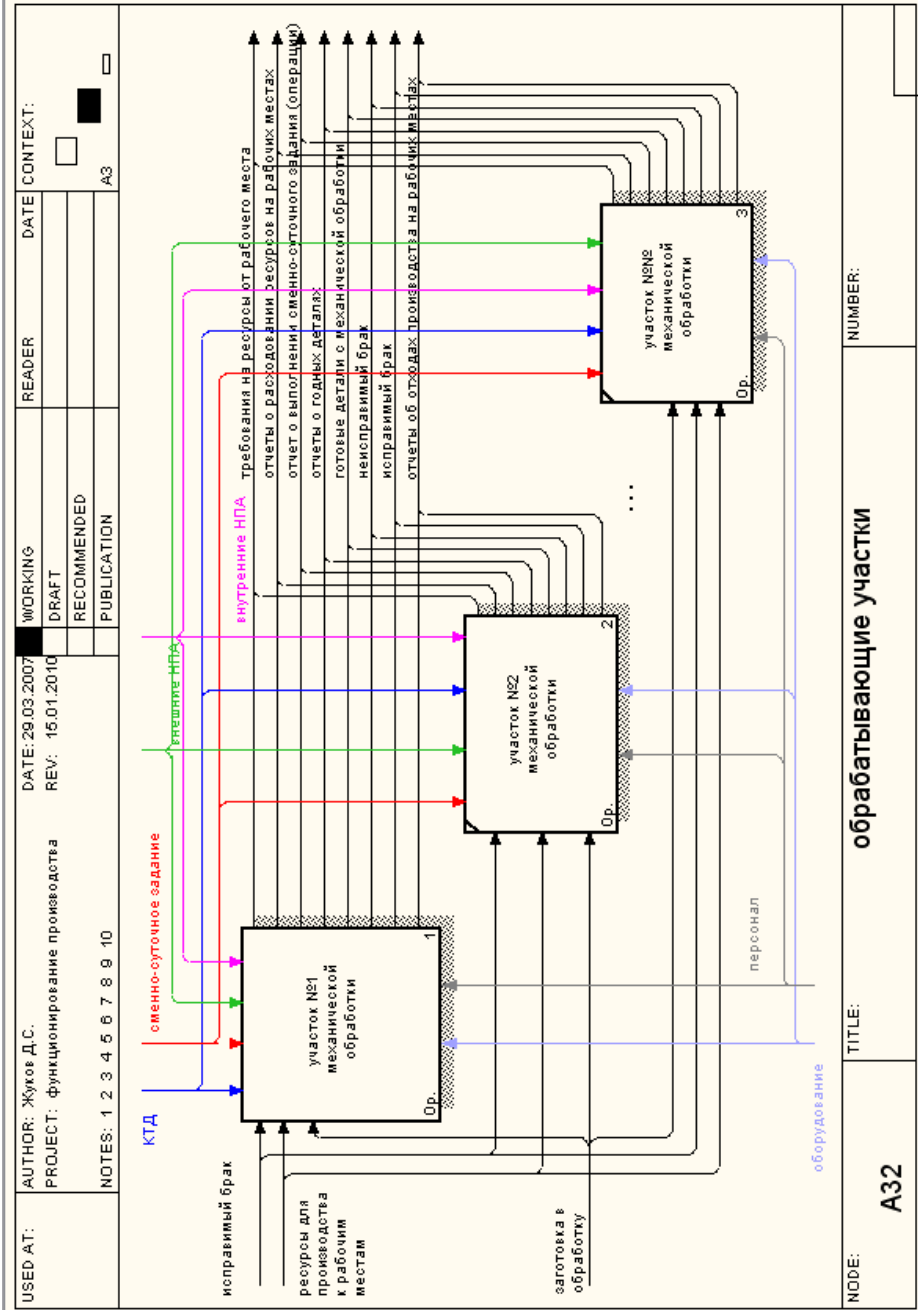 USED AT:
AUTHOR: Жуков Д.С.
DATE: 29.03.2007
WORKING
READER
DATE
CONTEXT:
PROJECT: функционирование производства
REV: 15.01.2010
DRAFT
RECOMMENDED
NOTES: 1 2 3 4 5 6 7 8 9 10
PUBLICATION
A3
КТД
сменно-суточное задание
внешние НПА
внутренние НПА
исправимый брак
ресурсы для
производства
к рабочим
местам
заготовка в
обработку
участок №1
механической
обработки
Ор.
1
участок №2
механической
обработки
Ор.
2
участок №№
механической
обработки
Ор.
3
...
требования на ресурсы от рабочего места
отчеты о расходовании ресурсов на рабочих местах
отчет о выполнении сменно-суточного задания (операции)
отчеты о годных деталях
готовые детали с механической обработки
неисправимый брак
исправимый брак
отчеты об отходах производства на рабочих местах
оборудование
персонал
NODE:
A32
TITLE:
обрабатывающие участки
NUMBER: